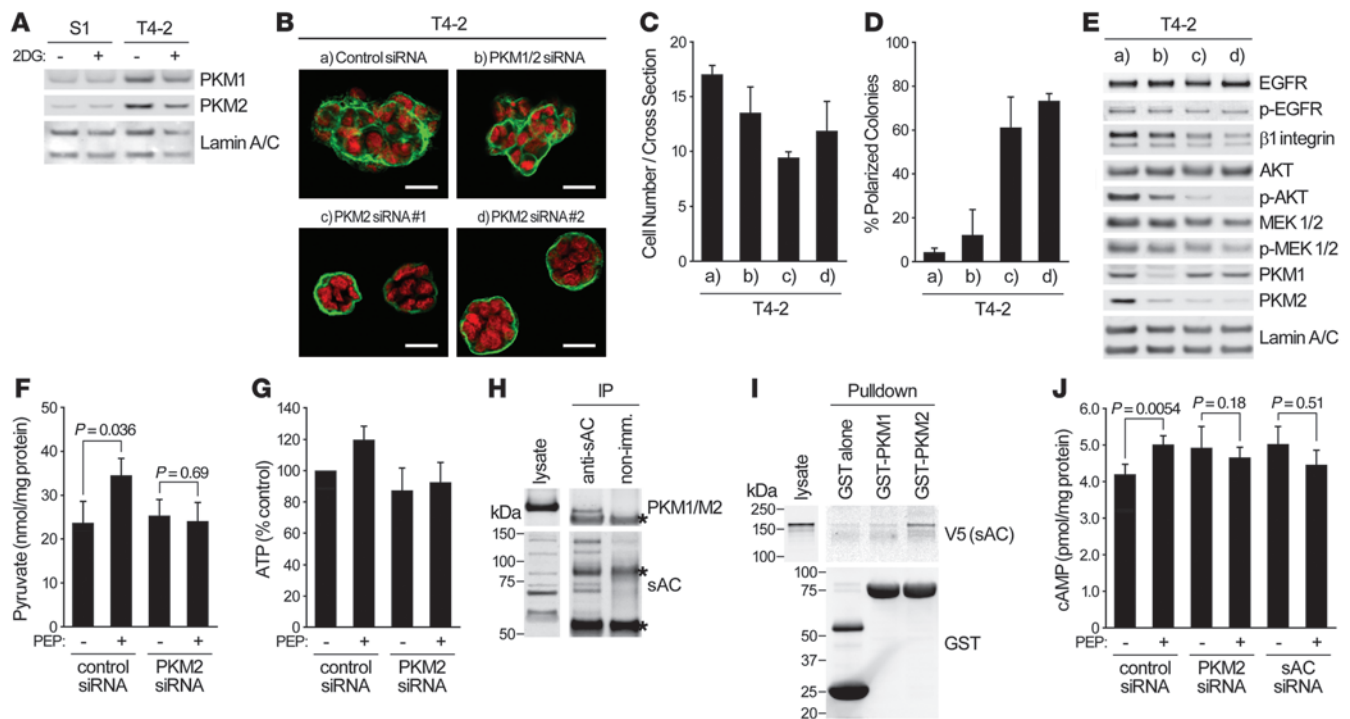 A
S1 T4-2
2DG: - + - +
PKM1
PKM2
Lamin A/C
B
T4-2
a) Control siRNA b) PKM1/2 siRNA
c) PKM2 siRNA #1 d) PKM2 siRNA #2
C
Cell Number / Cross Section
20
15
10
5
0
a) b) c) d)
T4-2
D
% Polarized Colonies
100
80
60
40
20
0
a) b) c) d)
T4-2
E
T4-2
a) b) c) d)
EGFR
p-EGFR
β1 integrin
AKT
p-AKT
MEK 1/2
p-MEK 1/2
PKM1
PKM2
Lamin A/C
F
Pyruvate (nmol/mg protein)
50
40
30
20
10
0
P = 0.036
P = 0.69
PEP: - + - +
control siRNA
PKM2 siRNA
G
ATP (% control)
140
120
100
80
60
40
20
0
PEP: - + - +
control siRNA
PKM2 siRNA
H
IP
lysate
anti-sAC
non-imm.
kDa
PKM1/M2
*
150
100
75
50
sAC
*
*
I
Pulldown
lysate
GST alone
GST-PKM1
GST-PKM2
kDa
250
150
100
V5 (sAC)
100
75
50
37
25
20
GST
J
cAMP (pmol/mg protein)
6.0
5.0
4.0
3.0
2.0
1.0
0
P = 0.0054
P = 0.18
P = 0.51
PEP: - + - + - +
control siRNA
PKM2 siRNA
sAC siRNA